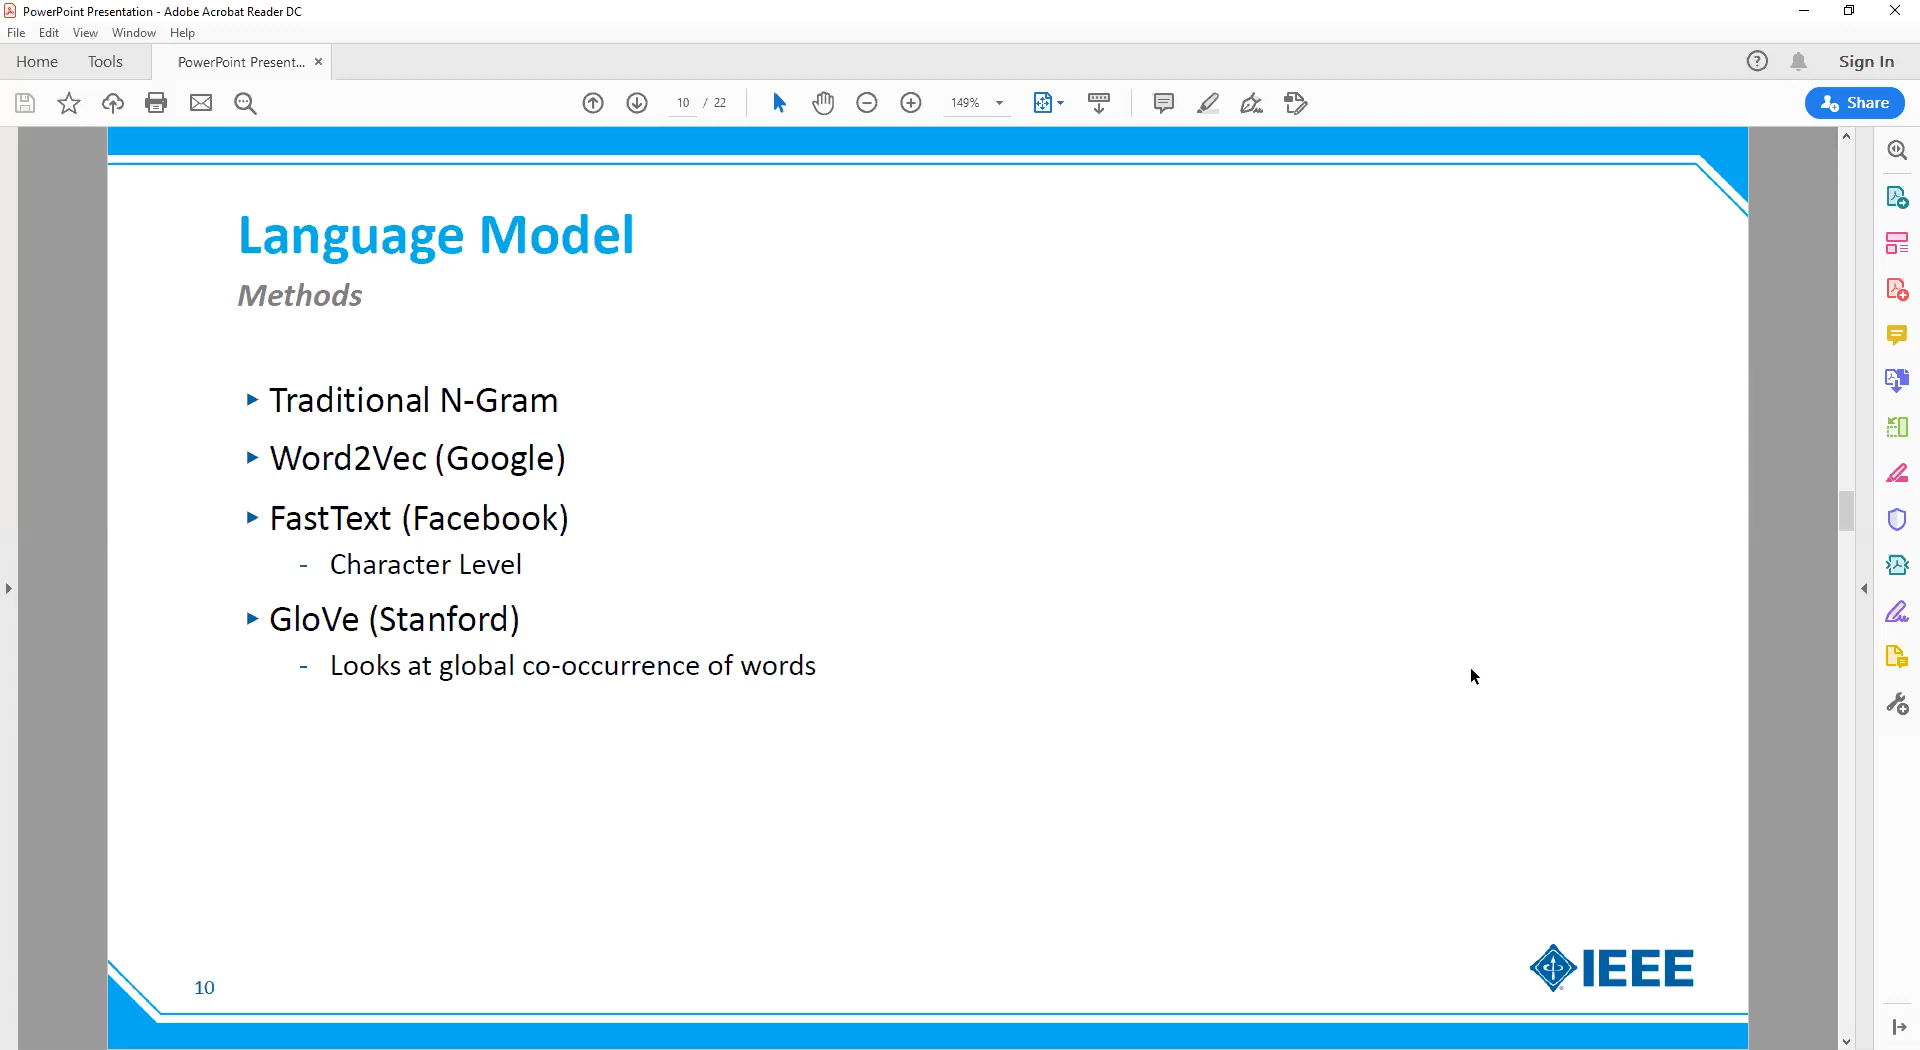 PowerPoint Presentation - Adobe Acrobat Reader DC
File Edit View Window Help
Home Tools PowerPoint Present... × Sign In
10 / 22 149% Share
Language Model
Methods
Traditional N-Gram
Word2Vec (Google)
FastText (Facebook)
- Character Level
GloVe (Stanford)
- Looks at global co-occurrence of words
10
IEEE